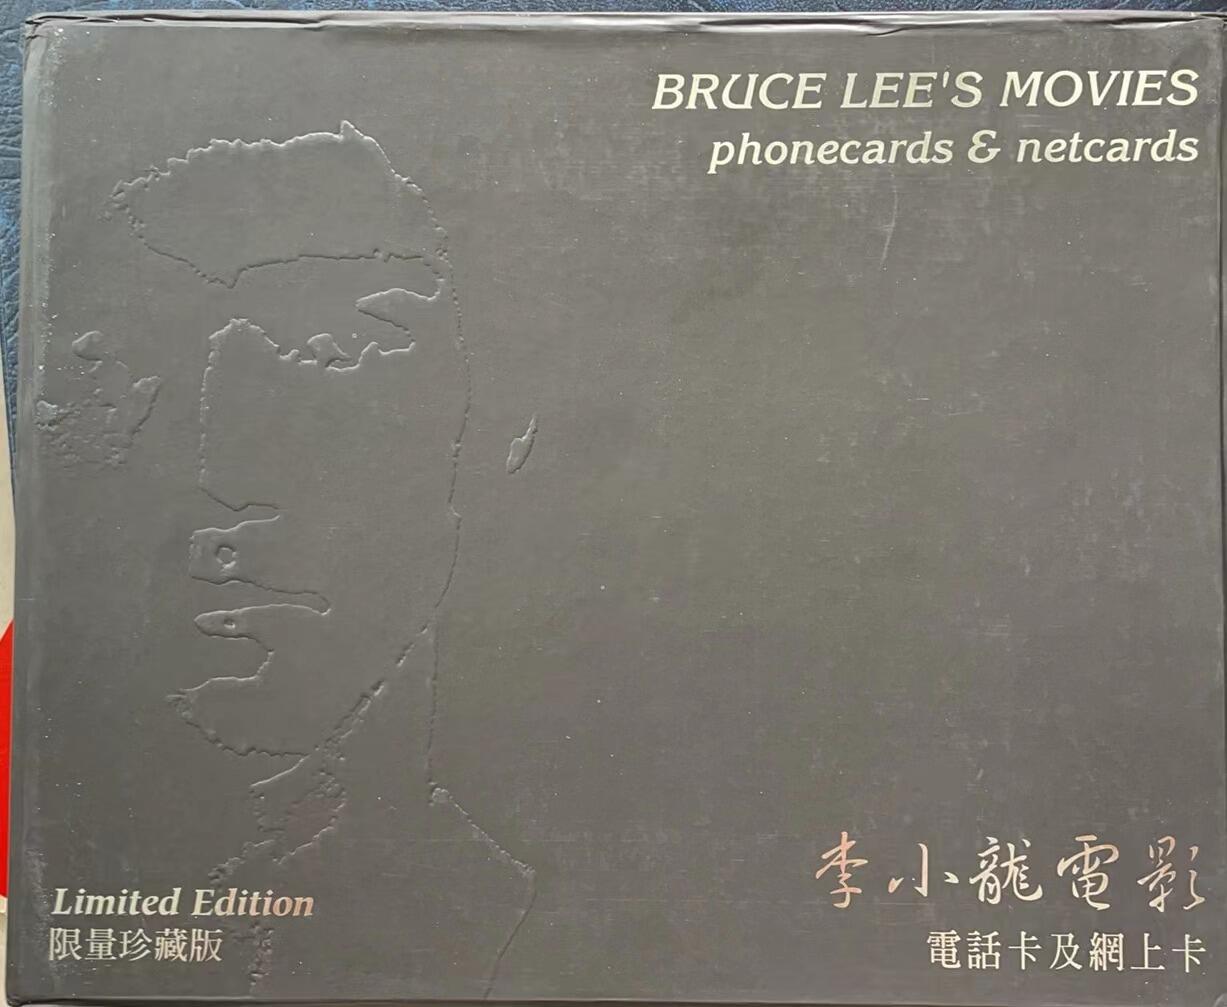 BRUCE LEE'S MOVIES
phonecards & netcards
李小龍電影
電話卡及網上卡
Limited Edition
限量珍藏版